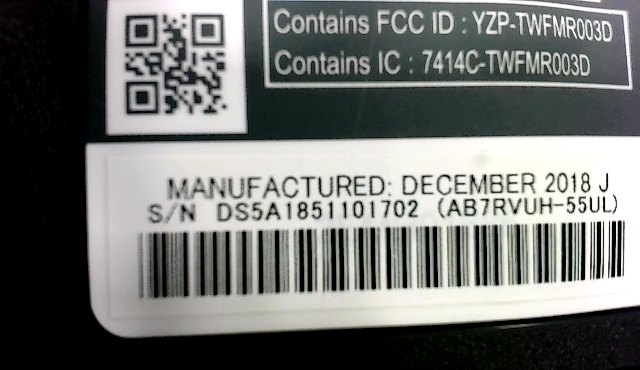 Contains FCC ID : YZP-TWFMR003D
Contains IC : 7414C-TWFMR003D
MANUFACTURED: DECEMBER 2018 J
S/N DS5A1851101702 (AB7RVUH-55UL)